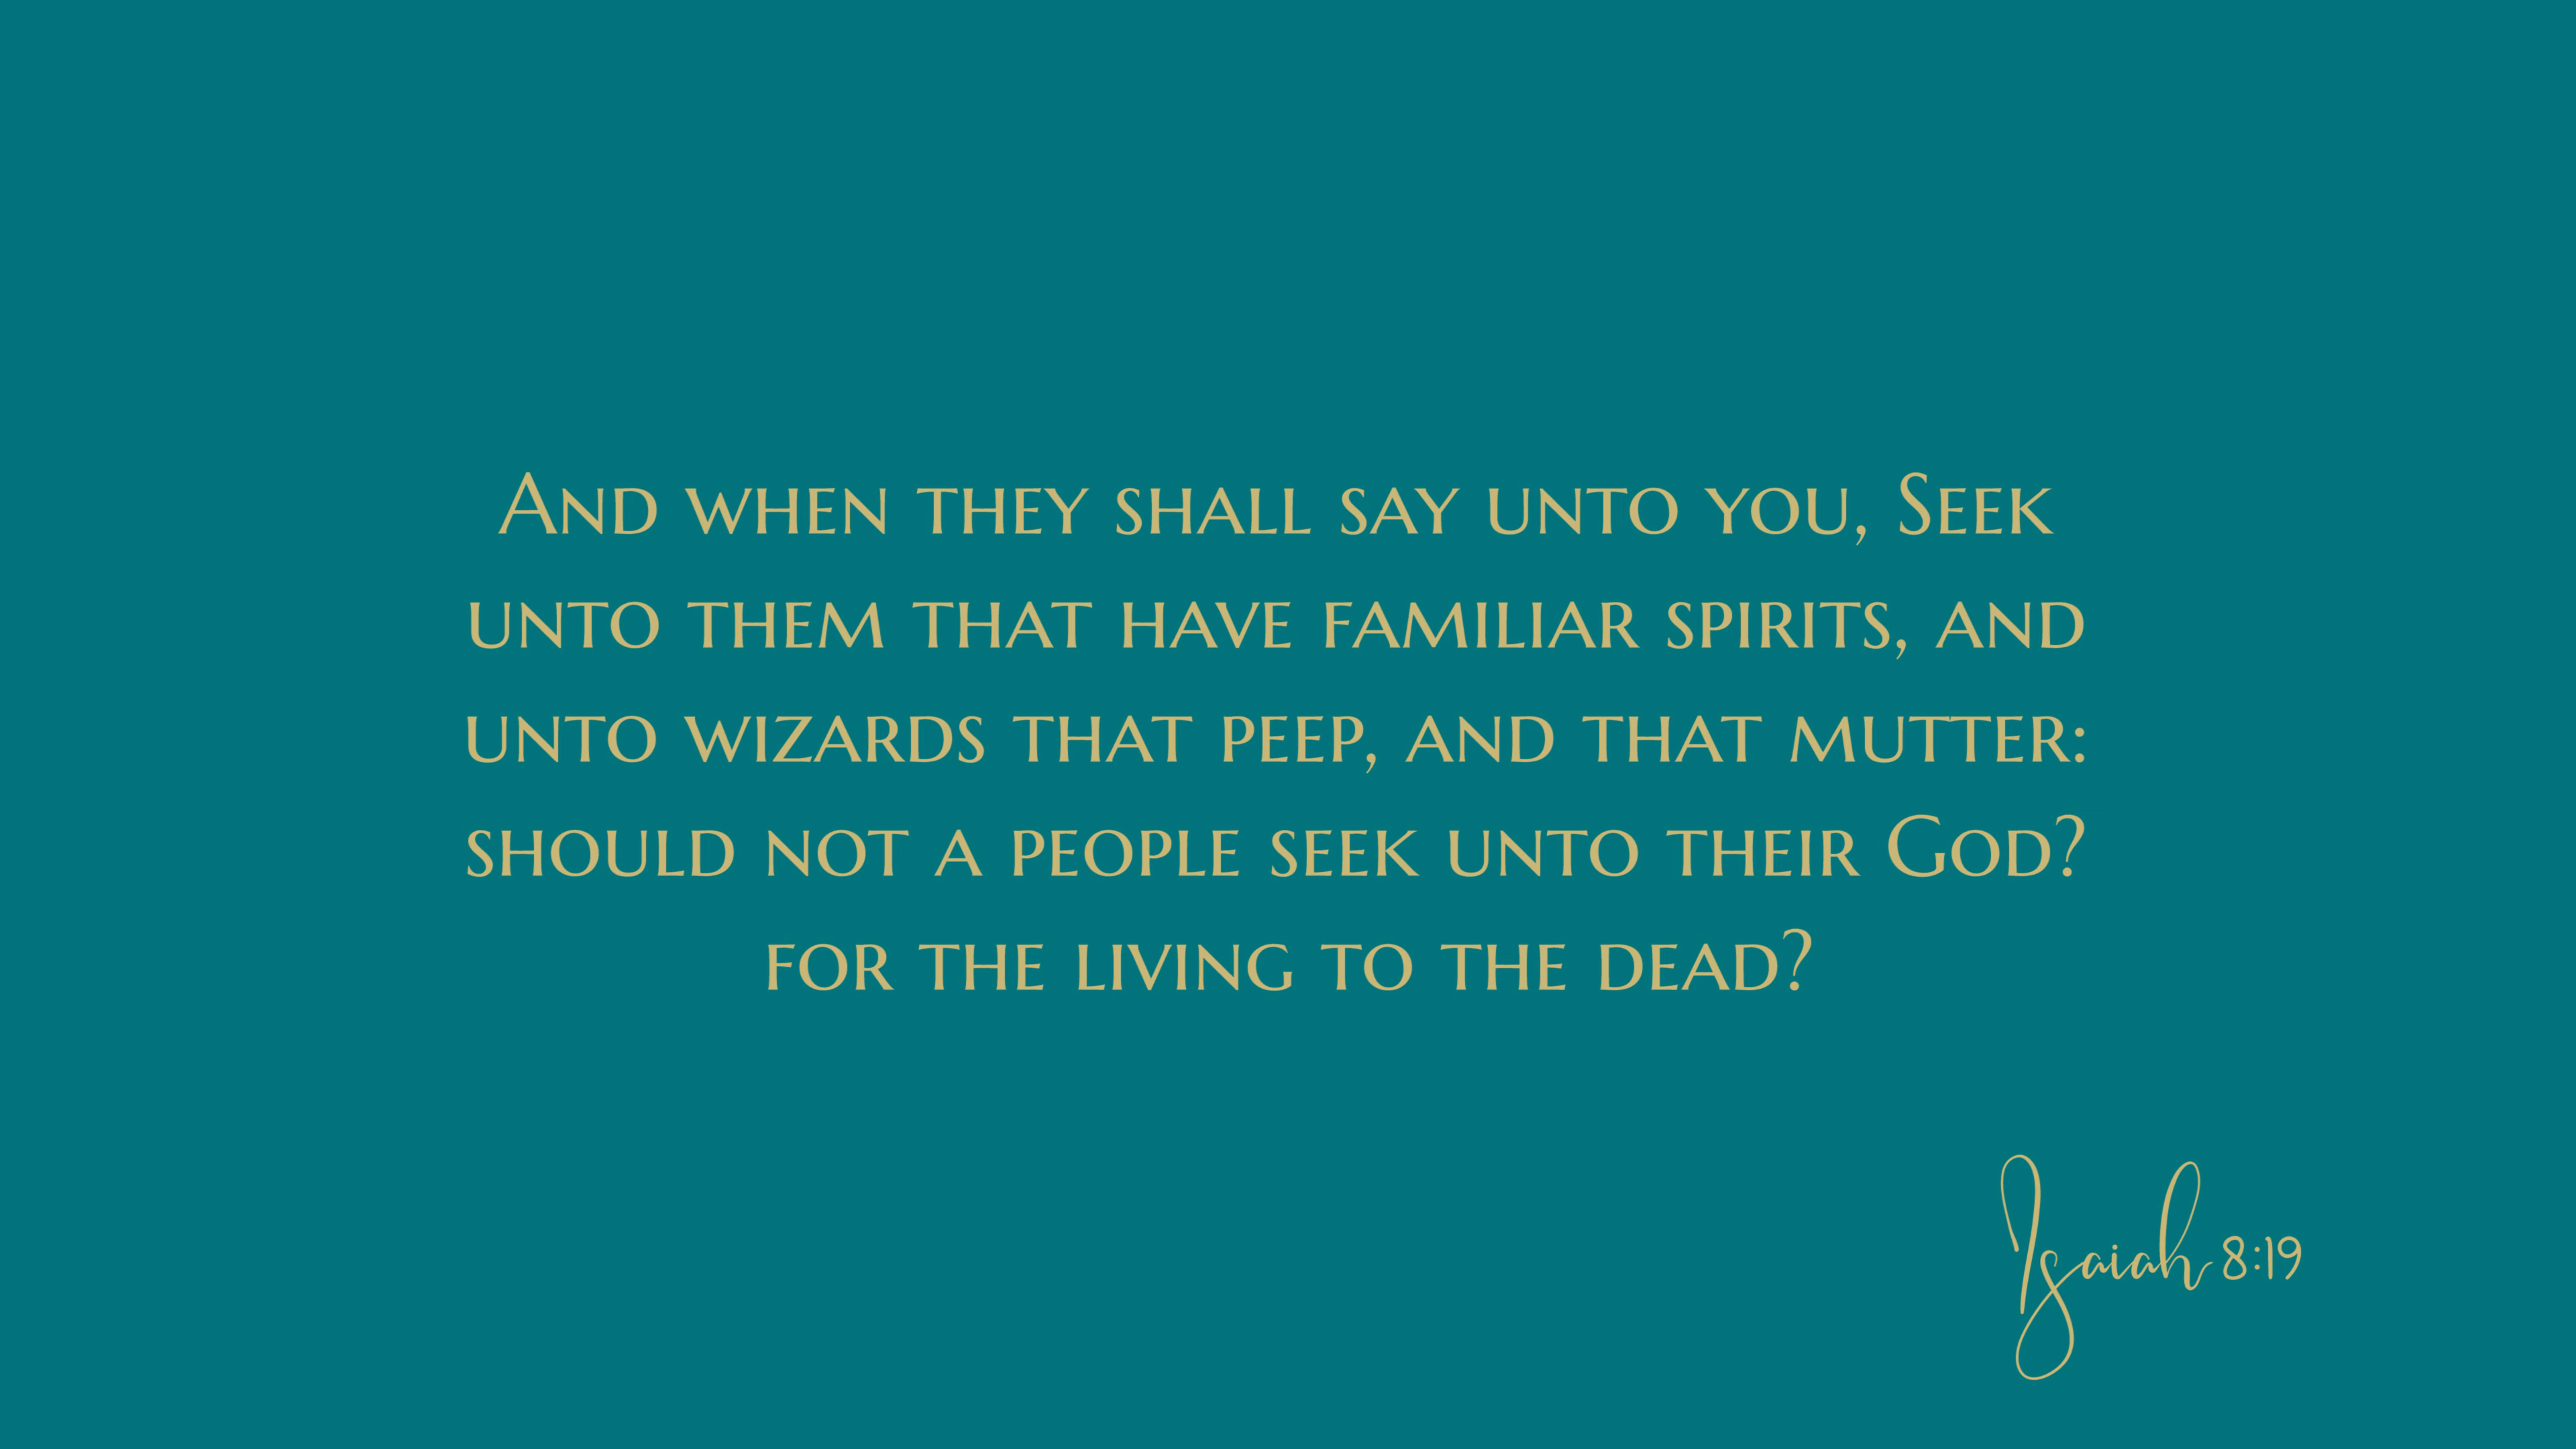 And when they shall say unto you, Seek
unto them that have familiar spirits, and
unto wizards that peep, and that mutter:
should not a people seek unto their God?
for the living to the dead?
Isaiah 8:19